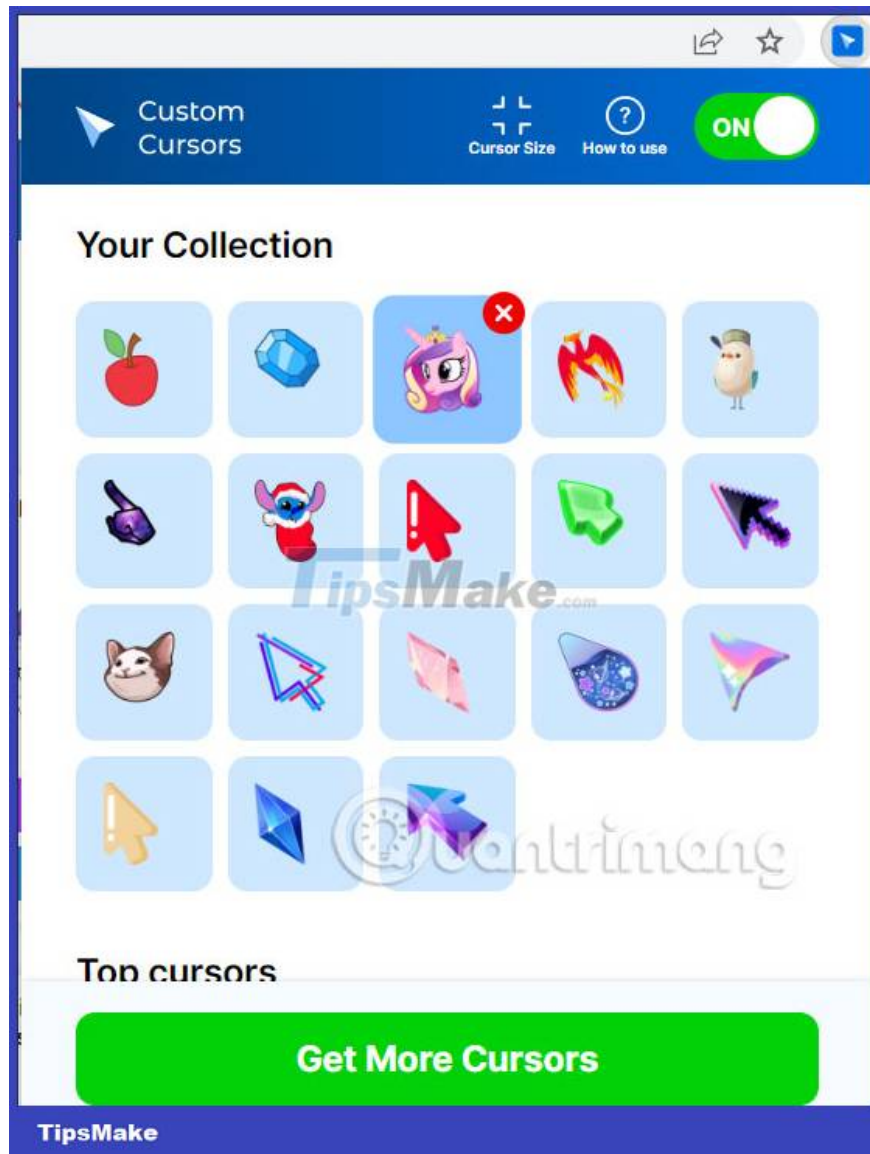 Custom
Cursors
Cursor Size
?
How to use
ON
Your Collection
TipsMake.com
Quantrimang
Top cursors
Get More Cursors
TipsMake